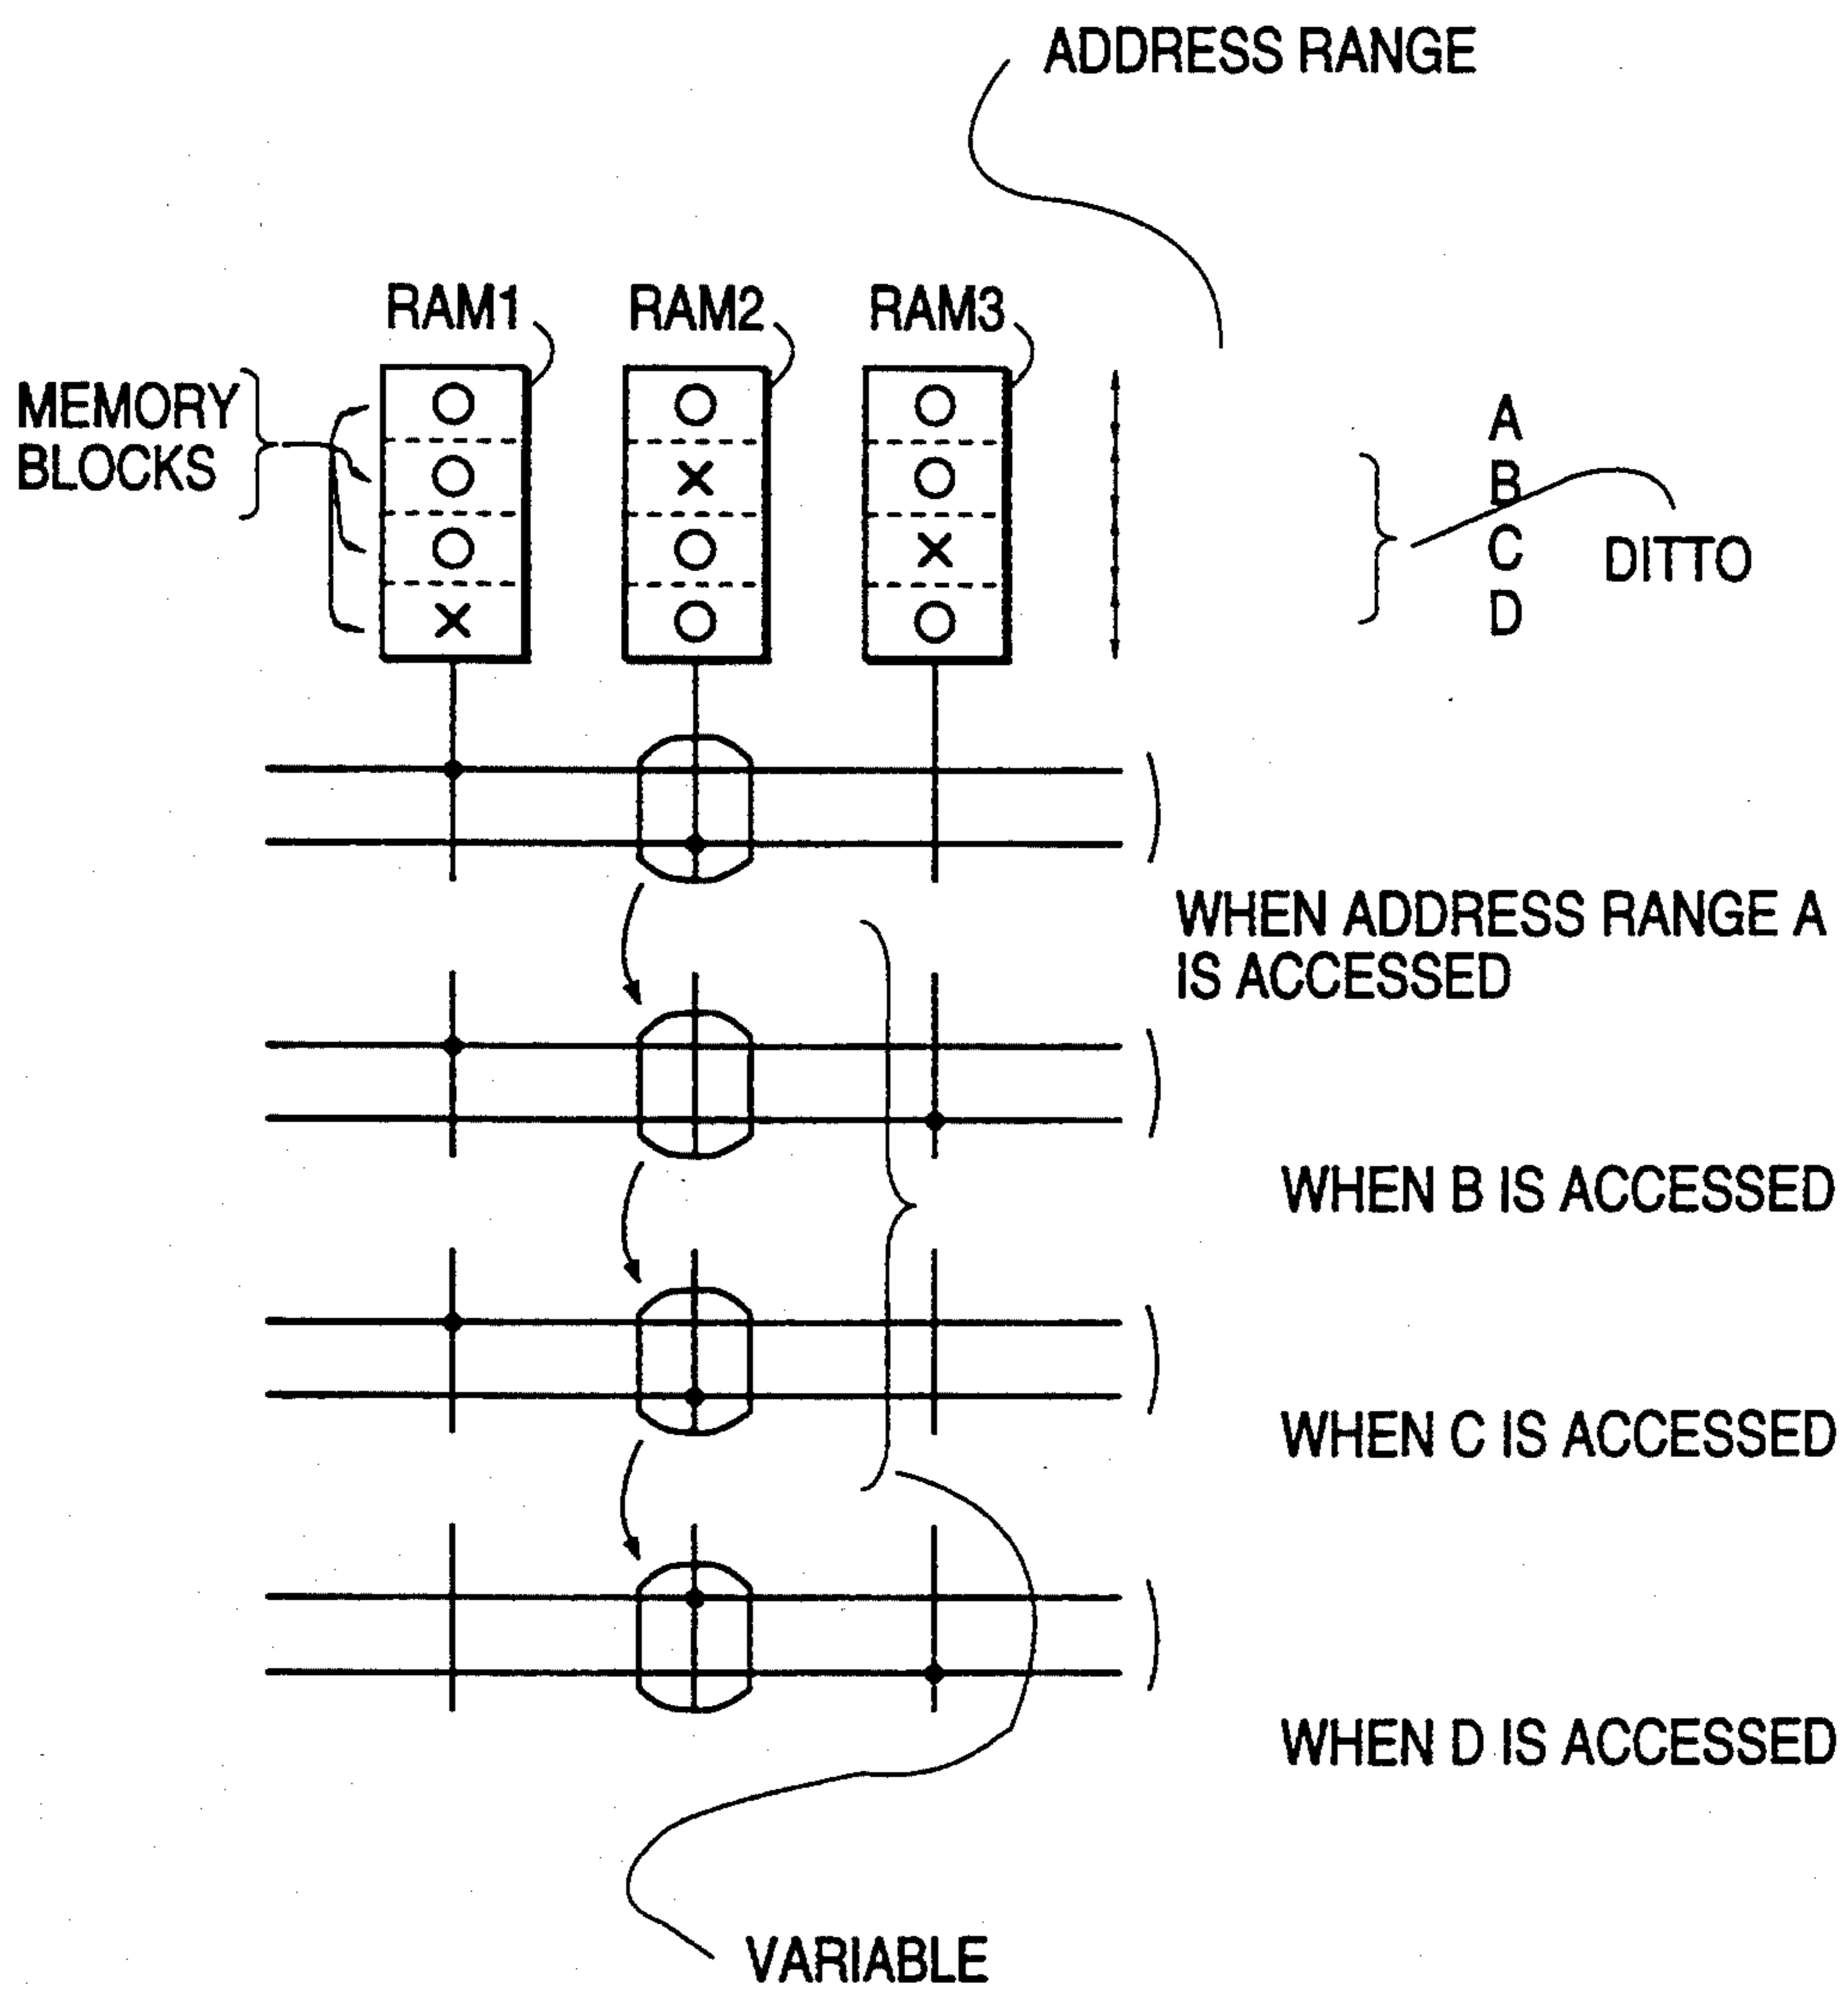 ADDRESS RANGE
RAM1
RAM2
RAM3
MEMORY
BLOCKS
A
B
C
D
DITTO
WHEN ADDRESS RANGE A
IS ACCESSED
WHEN B IS ACCESSED
WHEN C IS ACCESSED
WHEN D IS ACCESSED
VARIABLE